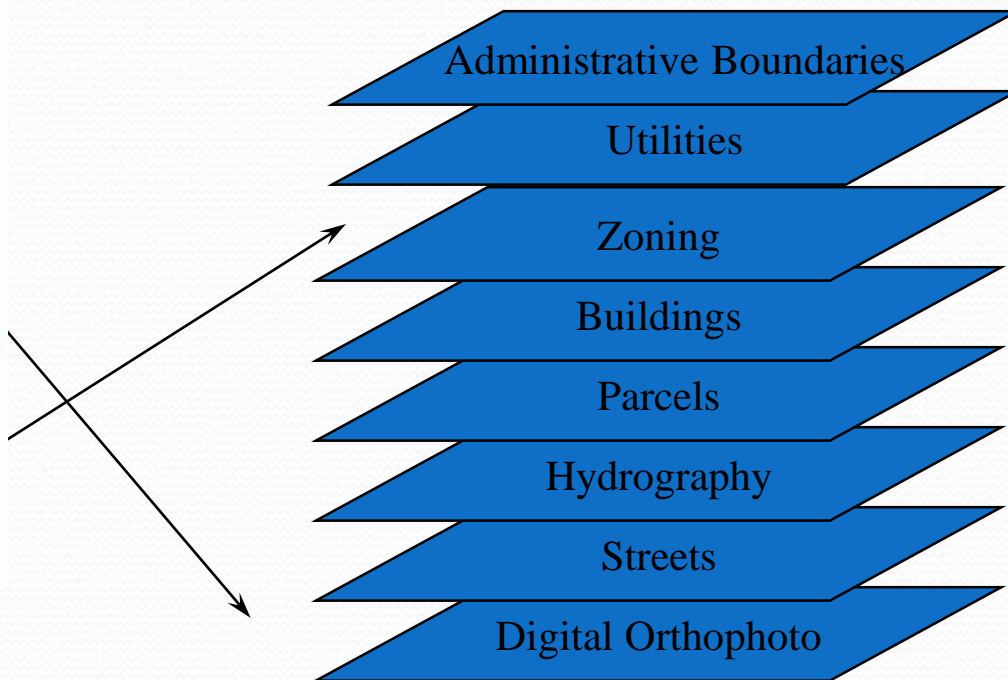 Administrative Boundaries
Utilities
Zoning
Buildings
Parcels
Hydrography
Streets
Digital Orthophoto